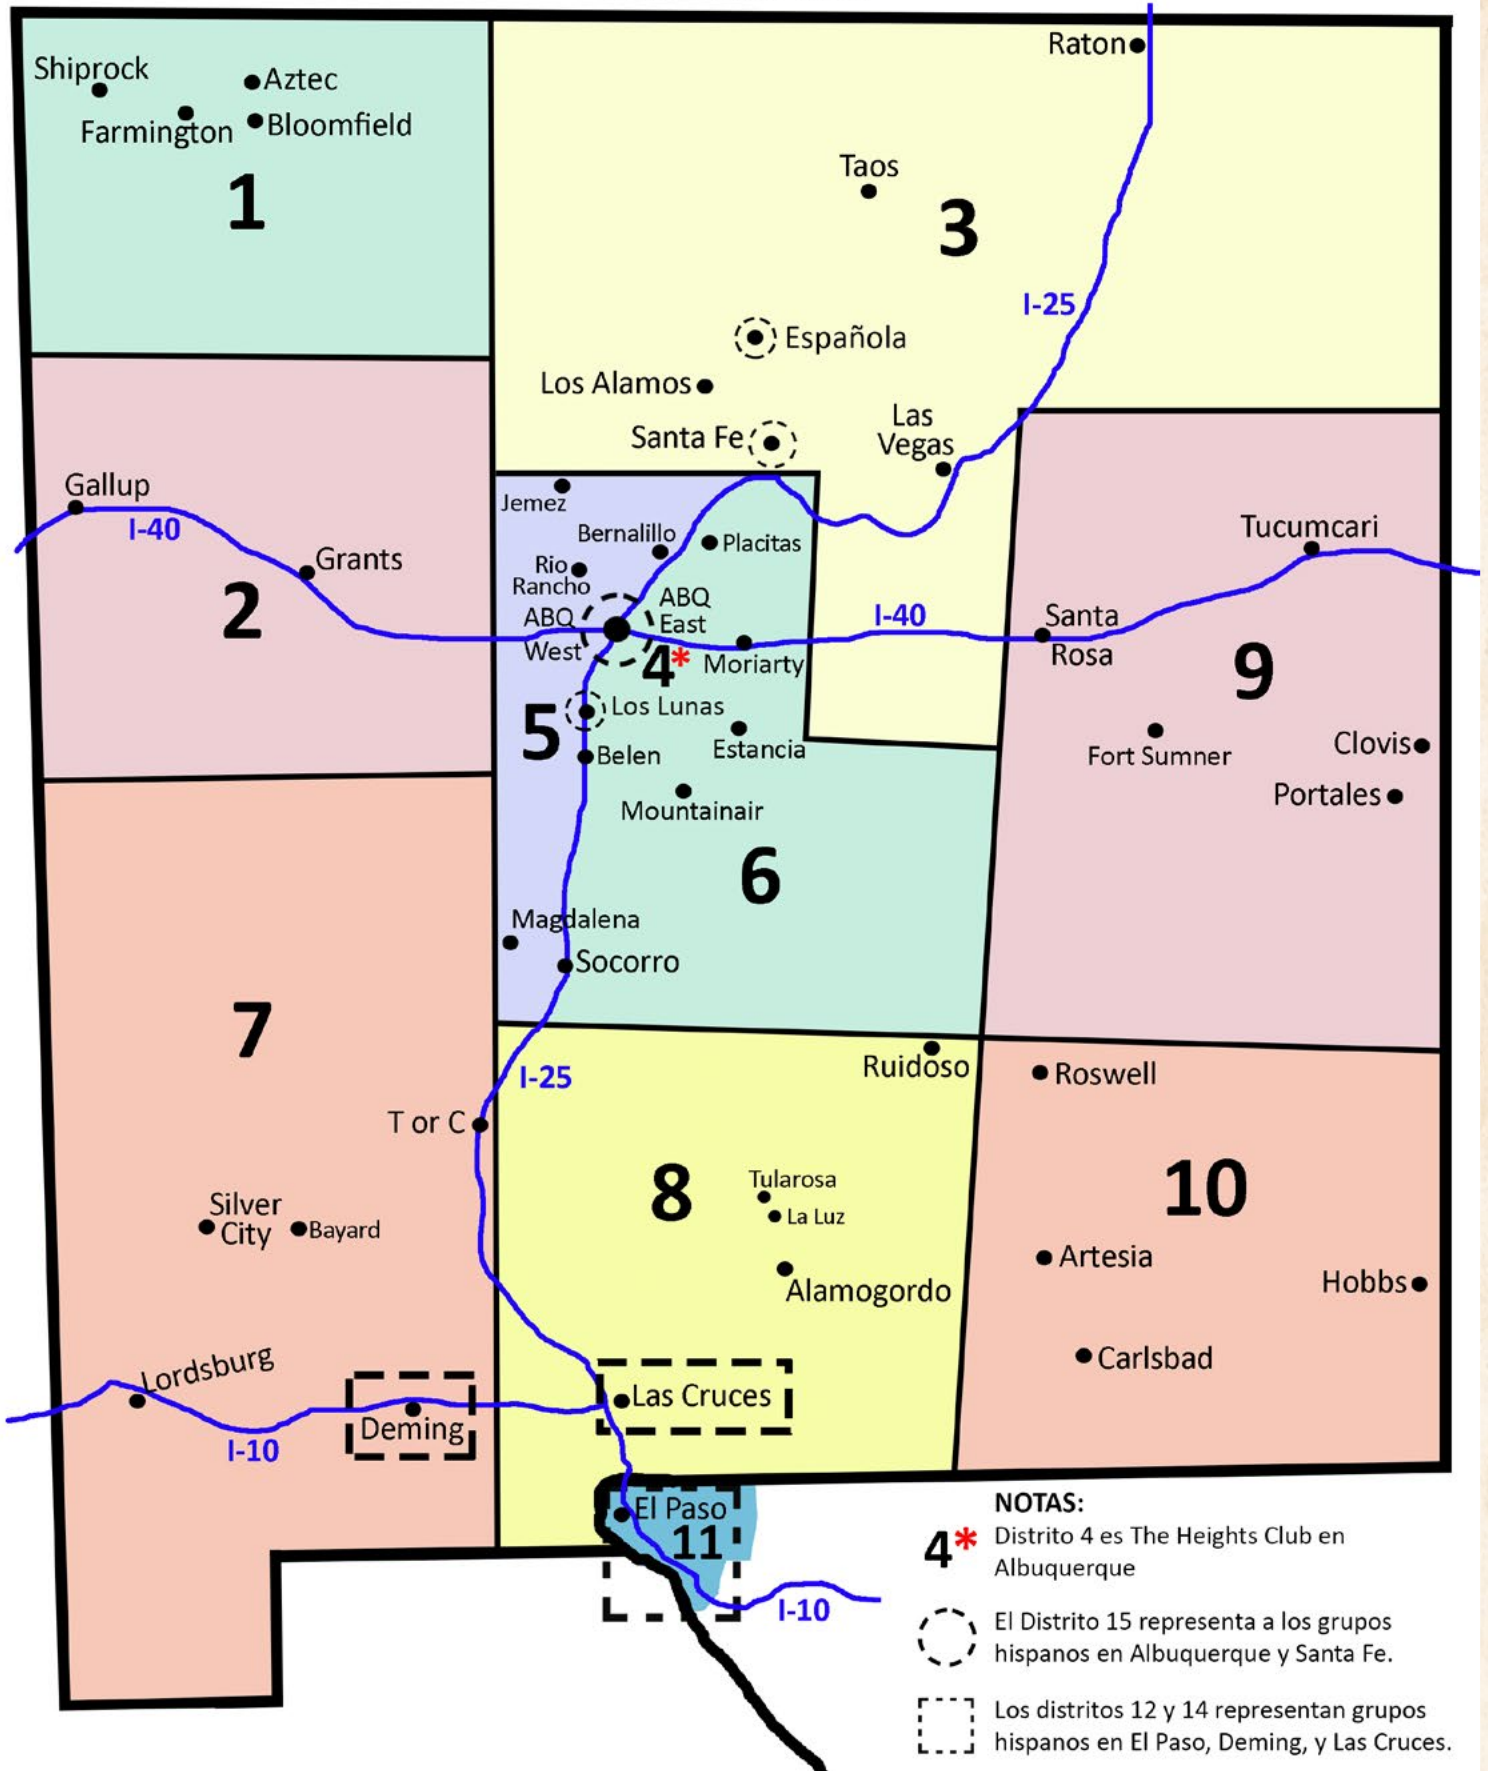 Raton
Shiprock
Aztec
Farmington
Bloomfield
1
Taos
3
I-25
Española
Los Alamos
Santa Fe
Las
Vegas
Gallup
I-40
Grants
2
Jemez
Bernalillo
Placitas
Rio
Rancho
ABQ
West
ABQ
East
4*
Moriarty
I-40
Tucumcari
Santa
Rosa
9
5
Los Lunas
Belen
Estancia
Mountainair
Fort Sumner
Clovis
Portales
6
Magdalena
Socorro
7
I-25
T or C
Ruidoso
Roswell
8
Tularosa
La Luz
Alamogordo
10
Artesia
Hobbs
Carlsbad
Silver
City
Bayard
Lordsburg
Deming
I-10
Las Cruces
El Paso
11
I-10
NOTAS:
4* Distrito 4 es The Heights Club en
Albuquerque
El Distrito 15 representa a los grupos
hispanos en Albuquerque y Santa Fe.
Los distritos 12 y 14 representan grupos
hispanos en El Paso, Deming, y Las Cruces.